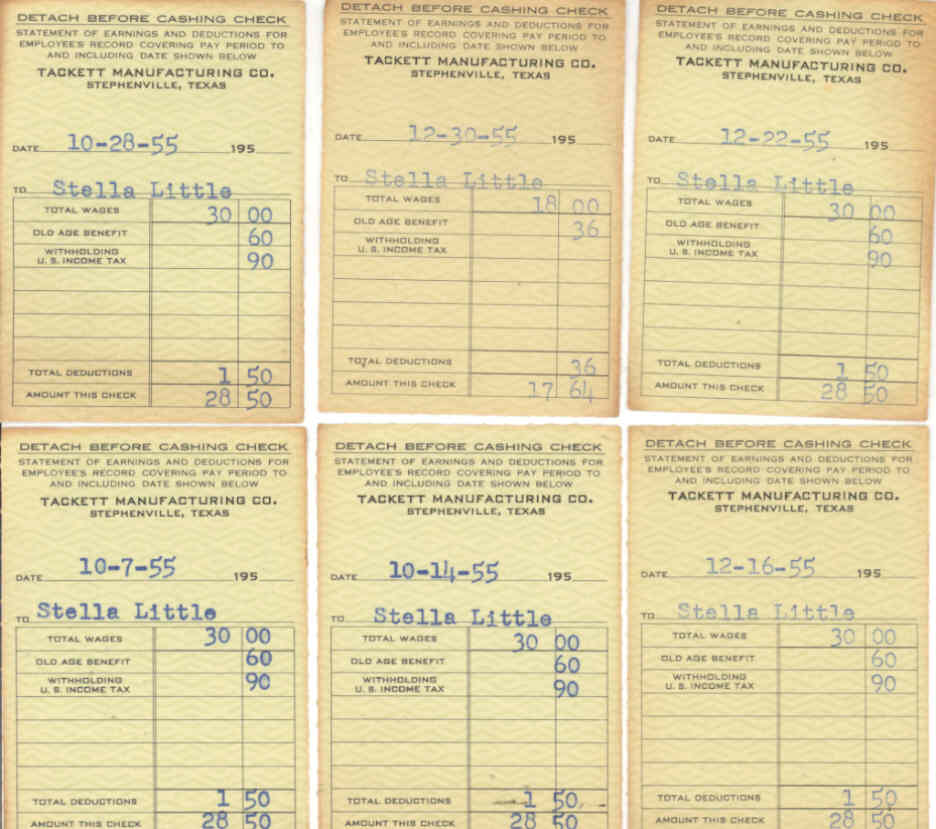 DETACH BEFORE CASHING CHECK
STATEMENT OF EARNINGS AND DEDUCTIONS FOR
EMPLOYEE'S RECORD COVERING PAY PERIOD TO
AND INCLUDING DATE SHOWN BELOW
TACKETT MANUFACTURING CO.
STEPHENVILLE, TEXAS
DATE 10-28-55 195
TO Stella Little
TOTAL WAGES 30 00
OLD AGE BENEFIT 60
WITHHOLDING
U. S. INCOME TAX 90
TOTAL DEDUCTIONS 1 50
AMOUNT THIS CHECK 28 50
DETACH BEFORE CASHING CHECK
STATEMENT OF EARNINGS AND DEDUCTIONS FOR
EMPLOYEE'S RECORD COVERING PAY PERIOD TO
AND INCLUDING DATE SHOWN BELOW
TACKETT MANUFACTURING CO.
STEPHENVILLE, TEXAS
DATE 12-30-55 195
TO Stella Little
TOTAL WAGES 18 00
OLD AGE BENEFIT 36
WITHHOLDING
U. S. INCOME TAX
TOTAL DEDUCTIONS 36
AMOUNT THIS CHECK 17 64
DETACH BEFORE CASHING CHECK
STATEMENT OF EARNINGS AND DEDUCTIONS FOR
EMPLOYEE'S RECORD COVERING PAY PERIOD TO
AND INCLUDING DATE SHOWN BELOW
TACKETT MANUFACTURING CO.
STEPHENVILLE, TEXAS
DATE 12-22-55 195
TO Stella Little
TOTAL WAGES 30 00
OLD AGE BENEFIT 60
WITHHOLDING
U. S. INCOME TAX 90
TOTAL DEDUCTIONS 1 50
AMOUNT THIS CHECK 28 50
DETACH BEFORE CASHING CHECK
STATEMENT OF EARNINGS AND DEDUCTIONS FOR
EMPLOYEE'S RECORD COVERING PAY PERIOD TO
AND INCLUDING DATE SHOWN BELOW
TACKETT MANUFACTURING CO.
STEPHENVILLE, TEXAS
DATE 10-7-55 195
TO Stella Little
TOTAL WAGES 30 00
OLD AGE BENEFIT 60
WITHHOLDING
U. S. INCOME TAX 90
TOTAL DEDUCTIONS 1 50
AMOUNT THIS CHECK 28 50
DETACH BEFORE CASHING CHECK
STATEMENT OF EARNINGS AND DEDUCTIONS FOR
EMPLOYEE'S RECORD COVERING PAY PERIOD TO
AND INCLUDING DATE SHOWN BELOW
TACKETT MANUFACTURING CO.
STEPHENVILLE, TEXAS
DATE 10-14-55 195
TO Stella Little
TOTAL WAGES 30 00
OLD AGE BENEFIT 60
WITHHOLDING
U. S. INCOME TAX 90
TOTAL DEDUCTIONS 1 50
AMOUNT THIS CHECK 28 50
DETACH BEFORE CASHING CHECK
STATEMENT OF EARNINGS AND DEDUCTIONS FOR
EMPLOYEE'S RECORD COVERING PAY PERIOD TO
AND INCLUDING DATE SHOWN BELOW
TACKETT MANUFACTURING CO.
STEPHENVILLE, TEXAS
DATE 12-16-55 195
TO Stella Little
TOTAL WAGES 30 00
OLD AGE BENEFIT 60
WITHHOLDING
U. S. INCOME TAX 90
TOTAL DEDUCTIONS 1 50
AMOUNT THIS CHECK 28 50